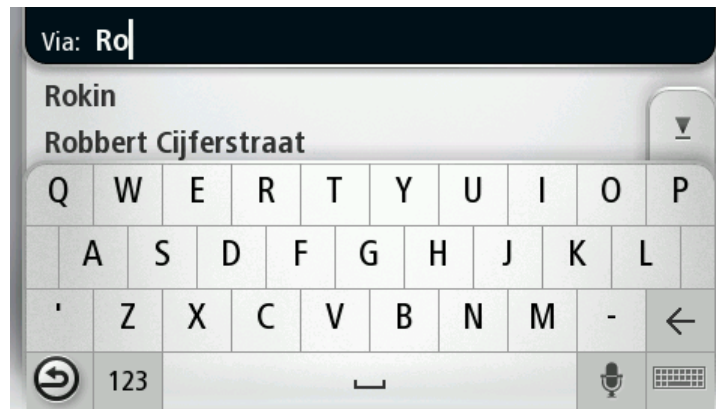 Via: Ro
Rokin
Robbert Cijferstraat
Q W E R T Y U I O P
A S D F G H J K L
' Z X C V B N M -
123